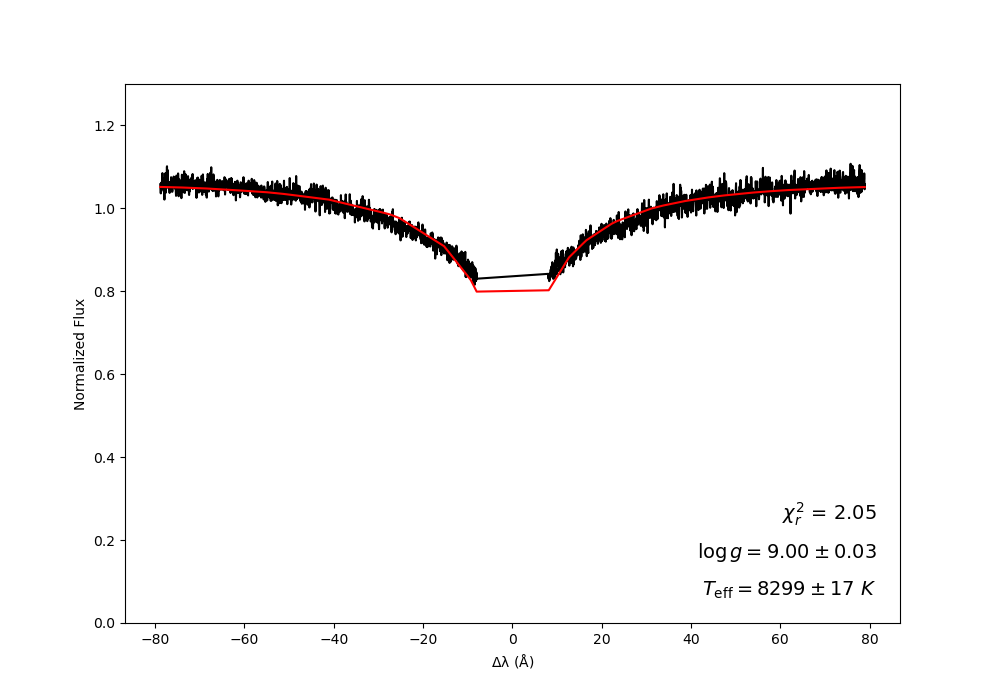 1.2
1.0
0.8
0.6
0.4
0.2
0.0
Normalized Flux
χ²ᵣ = 2.05
log g = 9.00 ± 0.03
T_eff = 8299 ± 17 K
−80 −60 −40 −20 0 20 40 60 80
Δλ (Å)